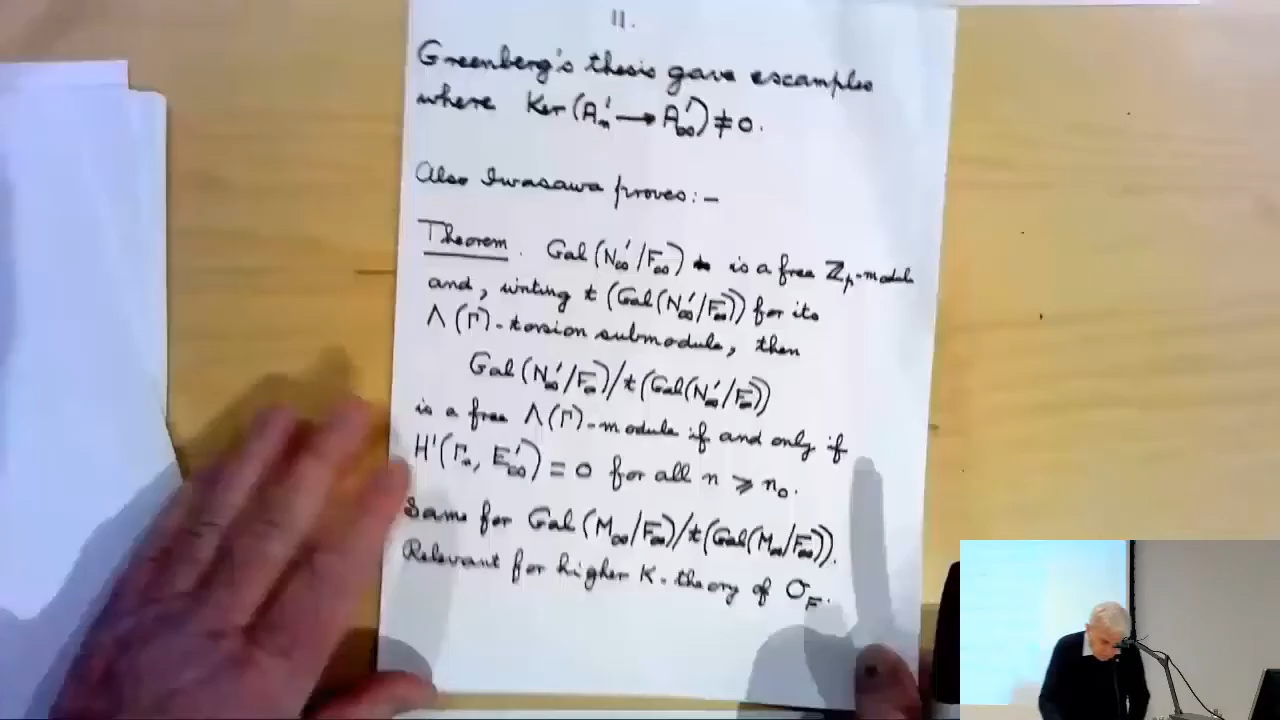 11.
Greenberg's thesis gave examples
where Ker(A'ₙ → A'∞) ≠ 0.
Also Iwasawa proves:-
Theorem. Gal(N'∞/F∞) is a free ℤₚ-module
and, writing t(Gal(N'∞/F∞)) for its
Λ(Γ)-torsion submodule, then
Gal(N'∞/F∞)/t(Gal(N'∞/F∞))
is a free Λ(Γ)-module if and only if
H¹(Γₙ, E'∞) = 0 for all n ⩾ n₀.
Same for Gal(M∞/F∞)/t(Gal(M∞/F∞)).
Relevant for higher K-theory of O_F.